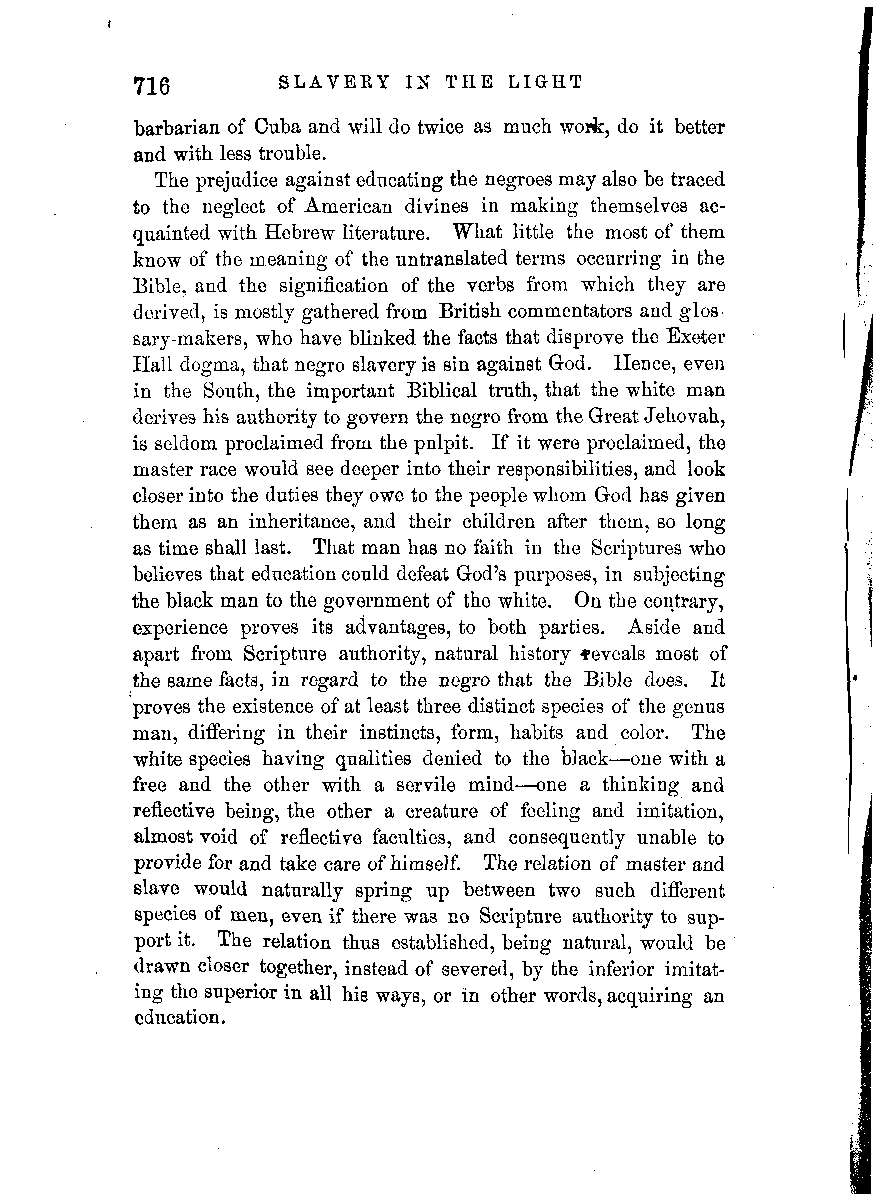 716 SLAVERY IN THE LIGHT
barbarian of Cuba and will do twice as much work, do it better
and with less trouble.
The prejudice against educating the negroes may also be traced
to the neglect of American divines in making themselves ac-
quainted with Hebrew literature. What little the most of them
know of the meaning of the untranslated terms occurring in the
Bible, and the signification of the verbs from which they are
derived, is mostly gathered from British commentators and glos-
sary-makers, who have blinked the facts that disprove the Exeter
Hall dogma, that negro slavery is sin against God. Hence, even
in the South, the important Biblical truth, that the white man
derives his authority to govern the negro from the Great Jehovah,
is seldom proclaimed from the pulpit. If it were proclaimed, the
master race would see deeper into their responsibilities, and look
closer into the duties they owe to the people whom God has given
them as an inheritance, and their children after them, so long
as time shall last. That man has no faith in the Scriptures who
believes that education could defeat God's purposes, in subjecting
the black man to the government of the white. On the contrary,
experience proves its advantages, to both parties. Aside and
apart from Scripture authority, natural history reveals most of
the same facts, in regard to the negro that the Bible does. It
proves the existence of at least three distinct species of the genus
man, differing in their instincts, form, habits and color. The
white species having qualities denied to the black—one with a
free and the other with a servile mind—one a thinking and
reflective being, the other a creature of feeling and imitation,
almost void of reflective faculties, and consequently unable to
provide for and take care of himself. The relation of master and
slave would naturally spring up between two such different
species of men, even if there was no Scripture authority to sup-
port it. The relation thus established, being natural, would be
drawn closer together, instead of severed, by the inferior imitat-
ing the superior in all his ways, or in other words, acquiring an
education.